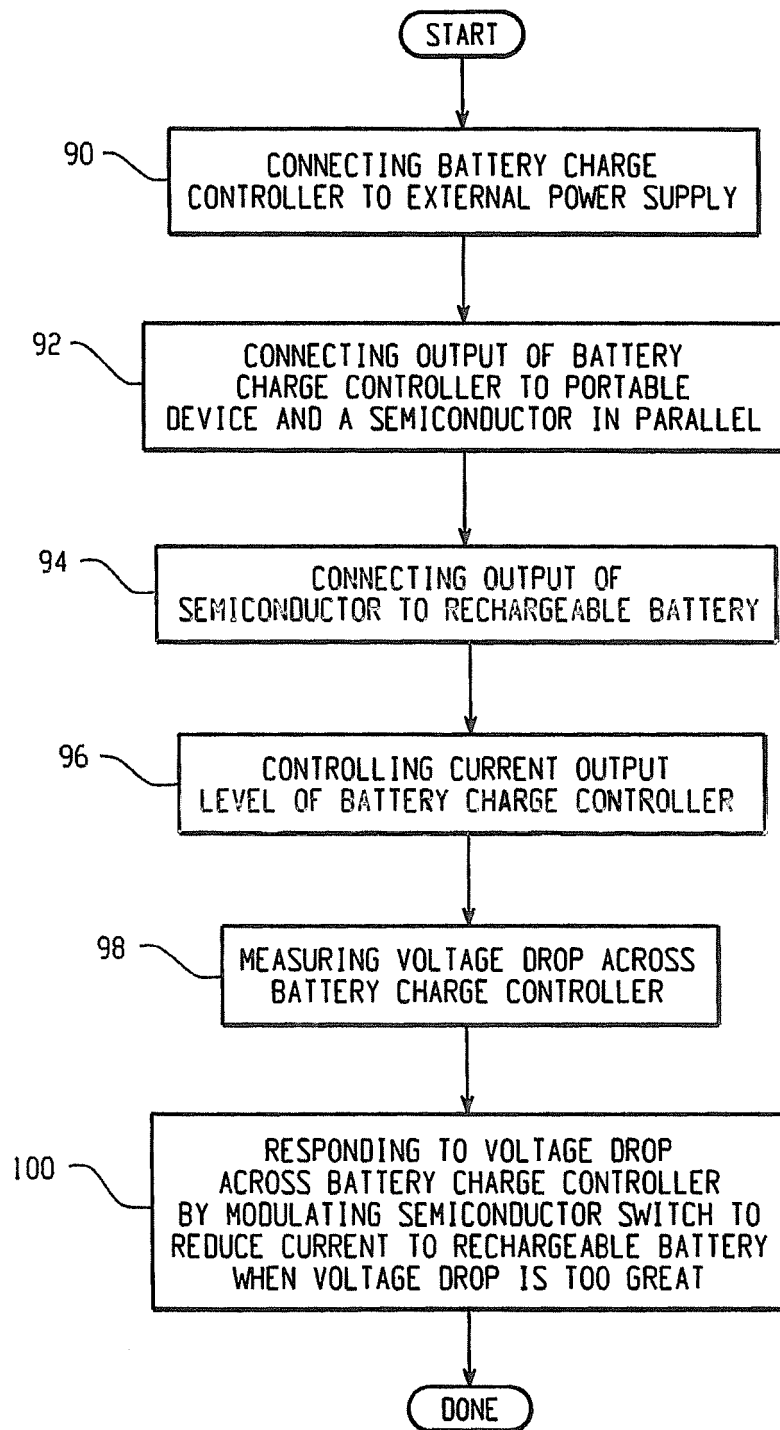 START
90
CONNECTING BATTERY CHARGE
CONTROLLER TO EXTERNAL POWER SUPPLY
92
CONNECTING OUTPUT OF BATTERY
CHARGE CONTROLLER TO PORTABLE
DEVICE AND A SEMICONDUCTOR IN PARALLEL
94
CONNECTING OUTPUT OF
SEMICONDUCTOR TO RECHARGEABLE BATTERY
96
CONTROLLING CURRENT OUTPUT
LEVEL OF BATTERY CHARGE CONTROLLER
98
MEASURING VOLTAGE DROP ACROSS
BATTERY CHARGE CONTROLLER
100
RESPONDING TO VOLTAGE DROP
ACROSS BATTERY CHARGE CONTROLLER
BY MODULATING SEMICONDUCTOR SWITCH TO
REDUCE CURRENT TO RECHARGEABLE BATTERY
WHEN VOLTAGE DROP IS TOO GREAT
DONE